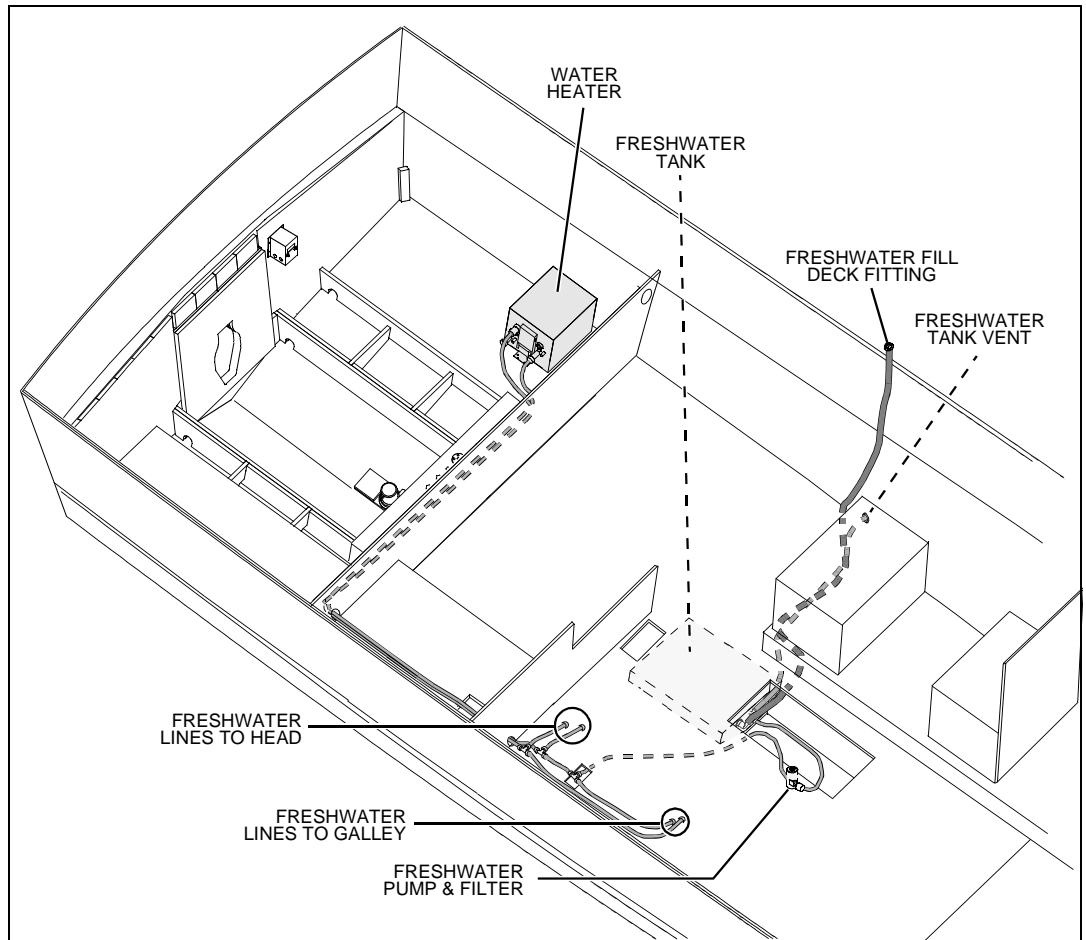 WATER
HEATER
FRESHWATER
TANK
FRESHWATER FILL
DECK FITTING
FRESHWATER
TANK VENT
FRESHWATER
LINES TO HEAD
FRESHWATER
LINES TO GALLEY
FRESHWATER
PUMP & FILTER